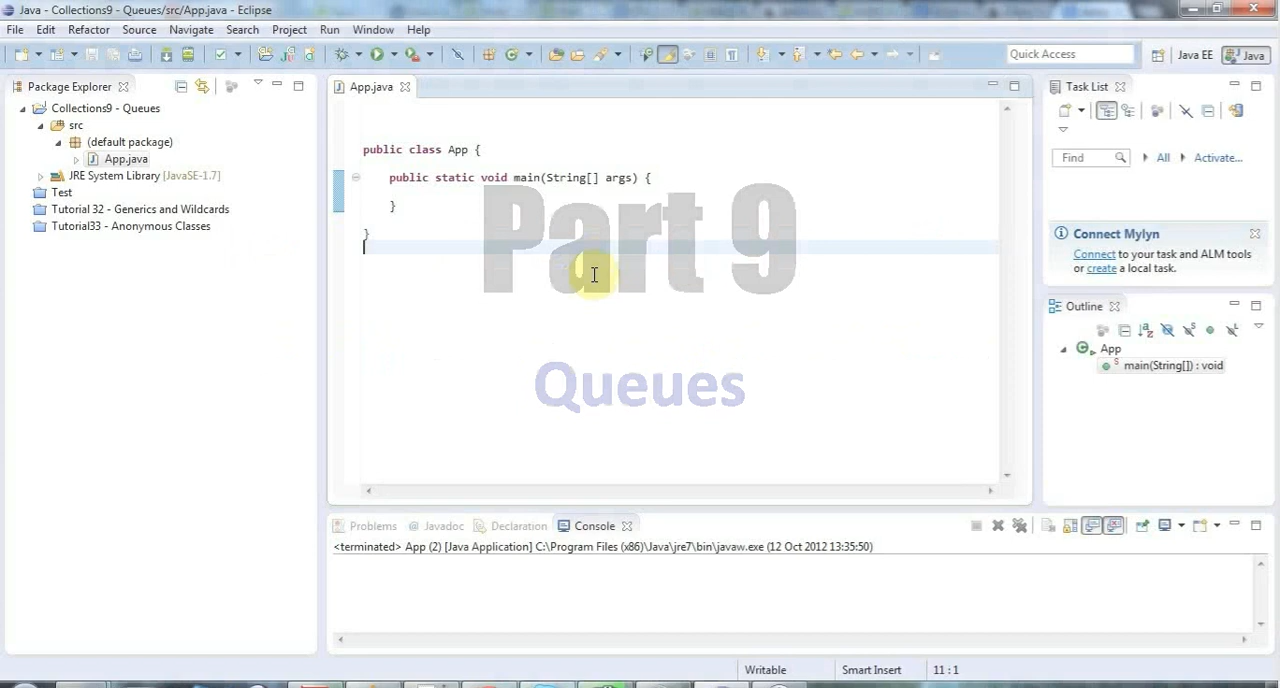 Java - Collections9 - Queues/src/App.java - Eclipse
File Edit Refactor Source Navigate Search Project Run Window Help
Quick Access
Java EE
Java
Package Explorer
App.java
Task List
Collections9 - Queues
src
(default package)
App.java
JRE System Library [JavaSE-1.7]
Test
Tutorial 32 - Generics and Wildcards
Tutorial33 - Anonymous Classes
public class App {
public static void main(String[] args) {
}
}
Part 9
Queues
Find
All
Activate...
Connect Mylyn
Connect to your task and ALM tools
or create a local task.
Outline
App
main(String[]) : void
Problems @ Javadoc Declaration Console
<terminated> App (2) [Java Application] C:\Program Files (x86)\Java\jre7\bin\javaw.exe (12 Oct 2012 13:35:50)
Writable
Smart Insert
11 : 1